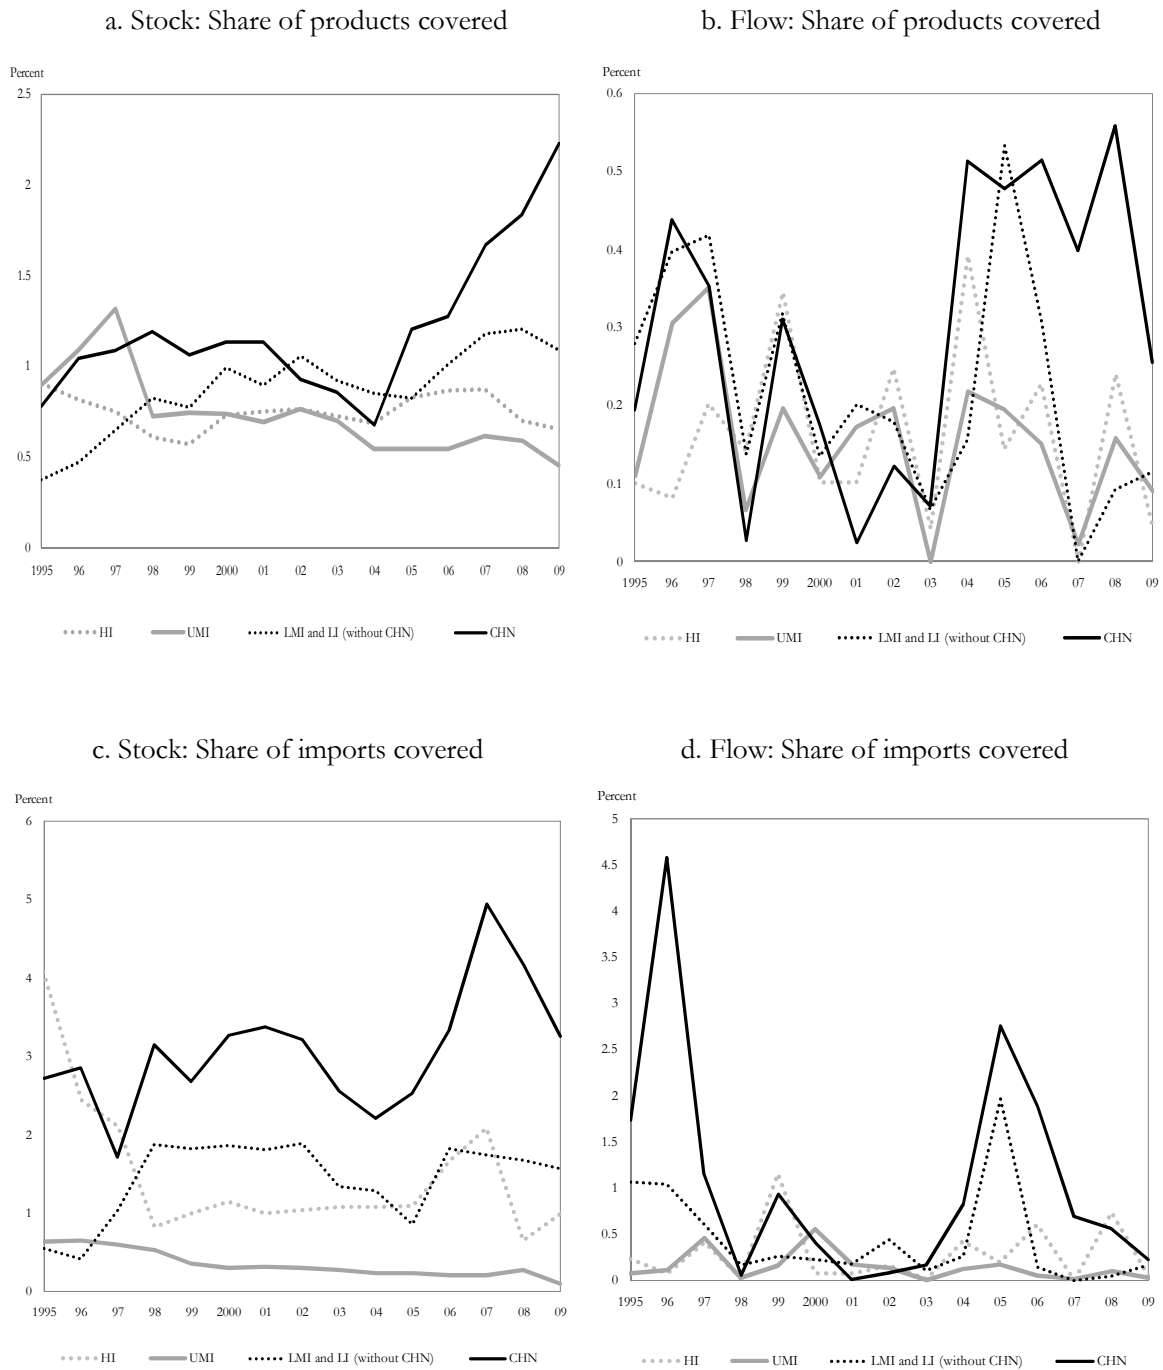 a. Stock: Share of products covered
Percent
2.5
2
1.5
1
0.5
0
1995 96 97 98 99 2000 01 02 03 04 05 06 07 08 09
HI UMI LMI and LI (without CHN) CHN
b. Flow: Share of products covered
Percent
0.6
0.5
0.4
0.3
0.2
0.1
0
1995 96 97 98 99 2000 01 02 03 04 05 06 07 08 09
HI UMI LMI and LI (without CHN) CHN
c. Stock: Share of imports covered
Percent
6
5
4
3
2
1
0
1995 96 97 98 99 2000 01 02 03 04 05 06 07 08 09
HI UMI LMI and LI (without CHN) CHN
d. Flow: Share of imports covered
Percent
5
4.5
4
3.5
3
2.5
2
1.5
1
0.5
0
1995 96 97 98 99 2000 01 02 03 04 05 06 07 08 09
HI UMI LMI and LI (without CHN) CHN